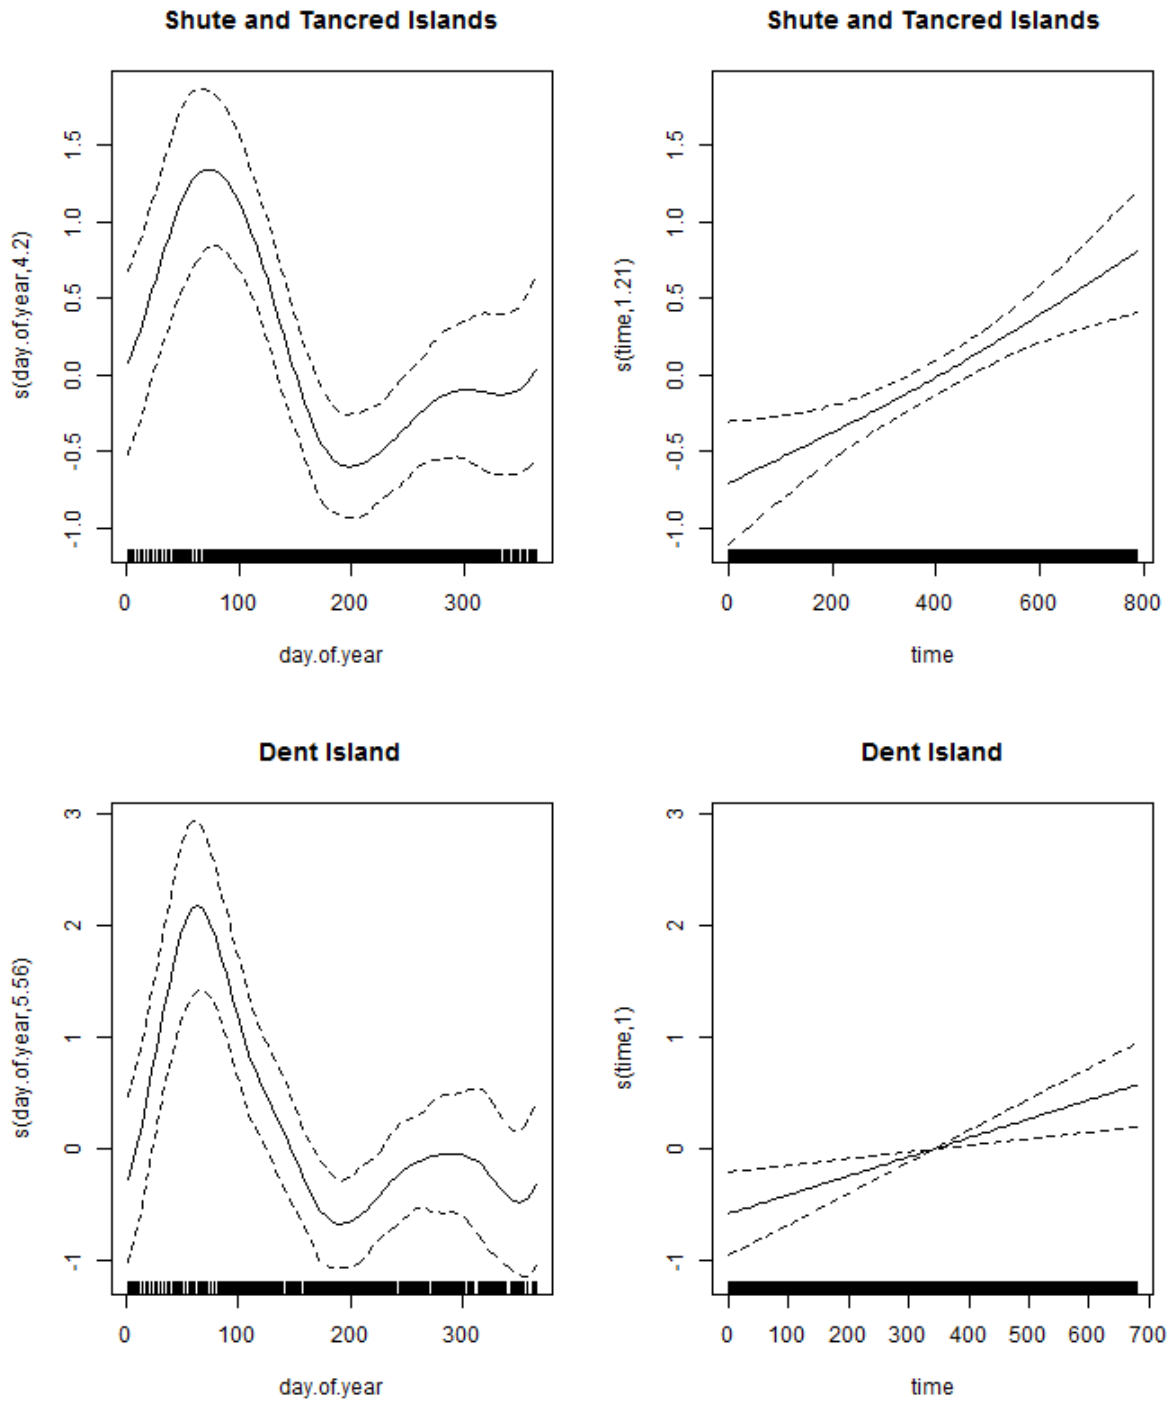 Shute and Tancred Islands
s(day.of.year,4.2)
1.5
1.0
0.5
0.0
-0.5
-1.0
0 100 200 300
day.of.year
Shute and Tancred Islands
s(time,1.21)
1.5
1.0
0.5
0.0
-0.5
-1.0
0 200 400 600 800
time
Dent Island
s(day.of.year,5.56)
3
2
1
0
-1
0 100 200 300
day.of.year
Dent Island
s(time,1)
3
2
1
0
-1
0 100 200 300 400 500 600 700
time